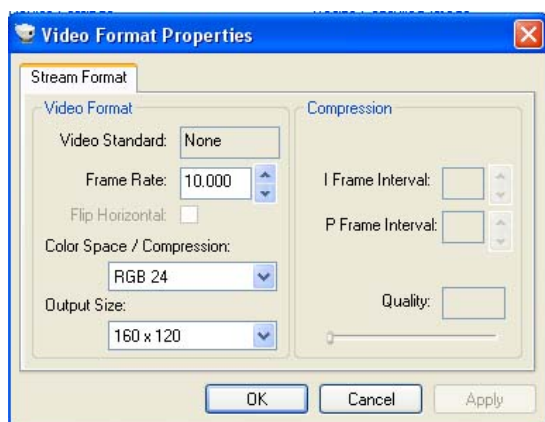 Video Format Properties
Stream Format
Video Format
Video Standard: None
Frame Rate: 10.000
Flip Horizontal:
Color Space / Compression:
RGB 24
Output Size:
160 x 120
Compression
I Frame Interval:
P Frame Interval:
Quality:
OK Cancel Apply